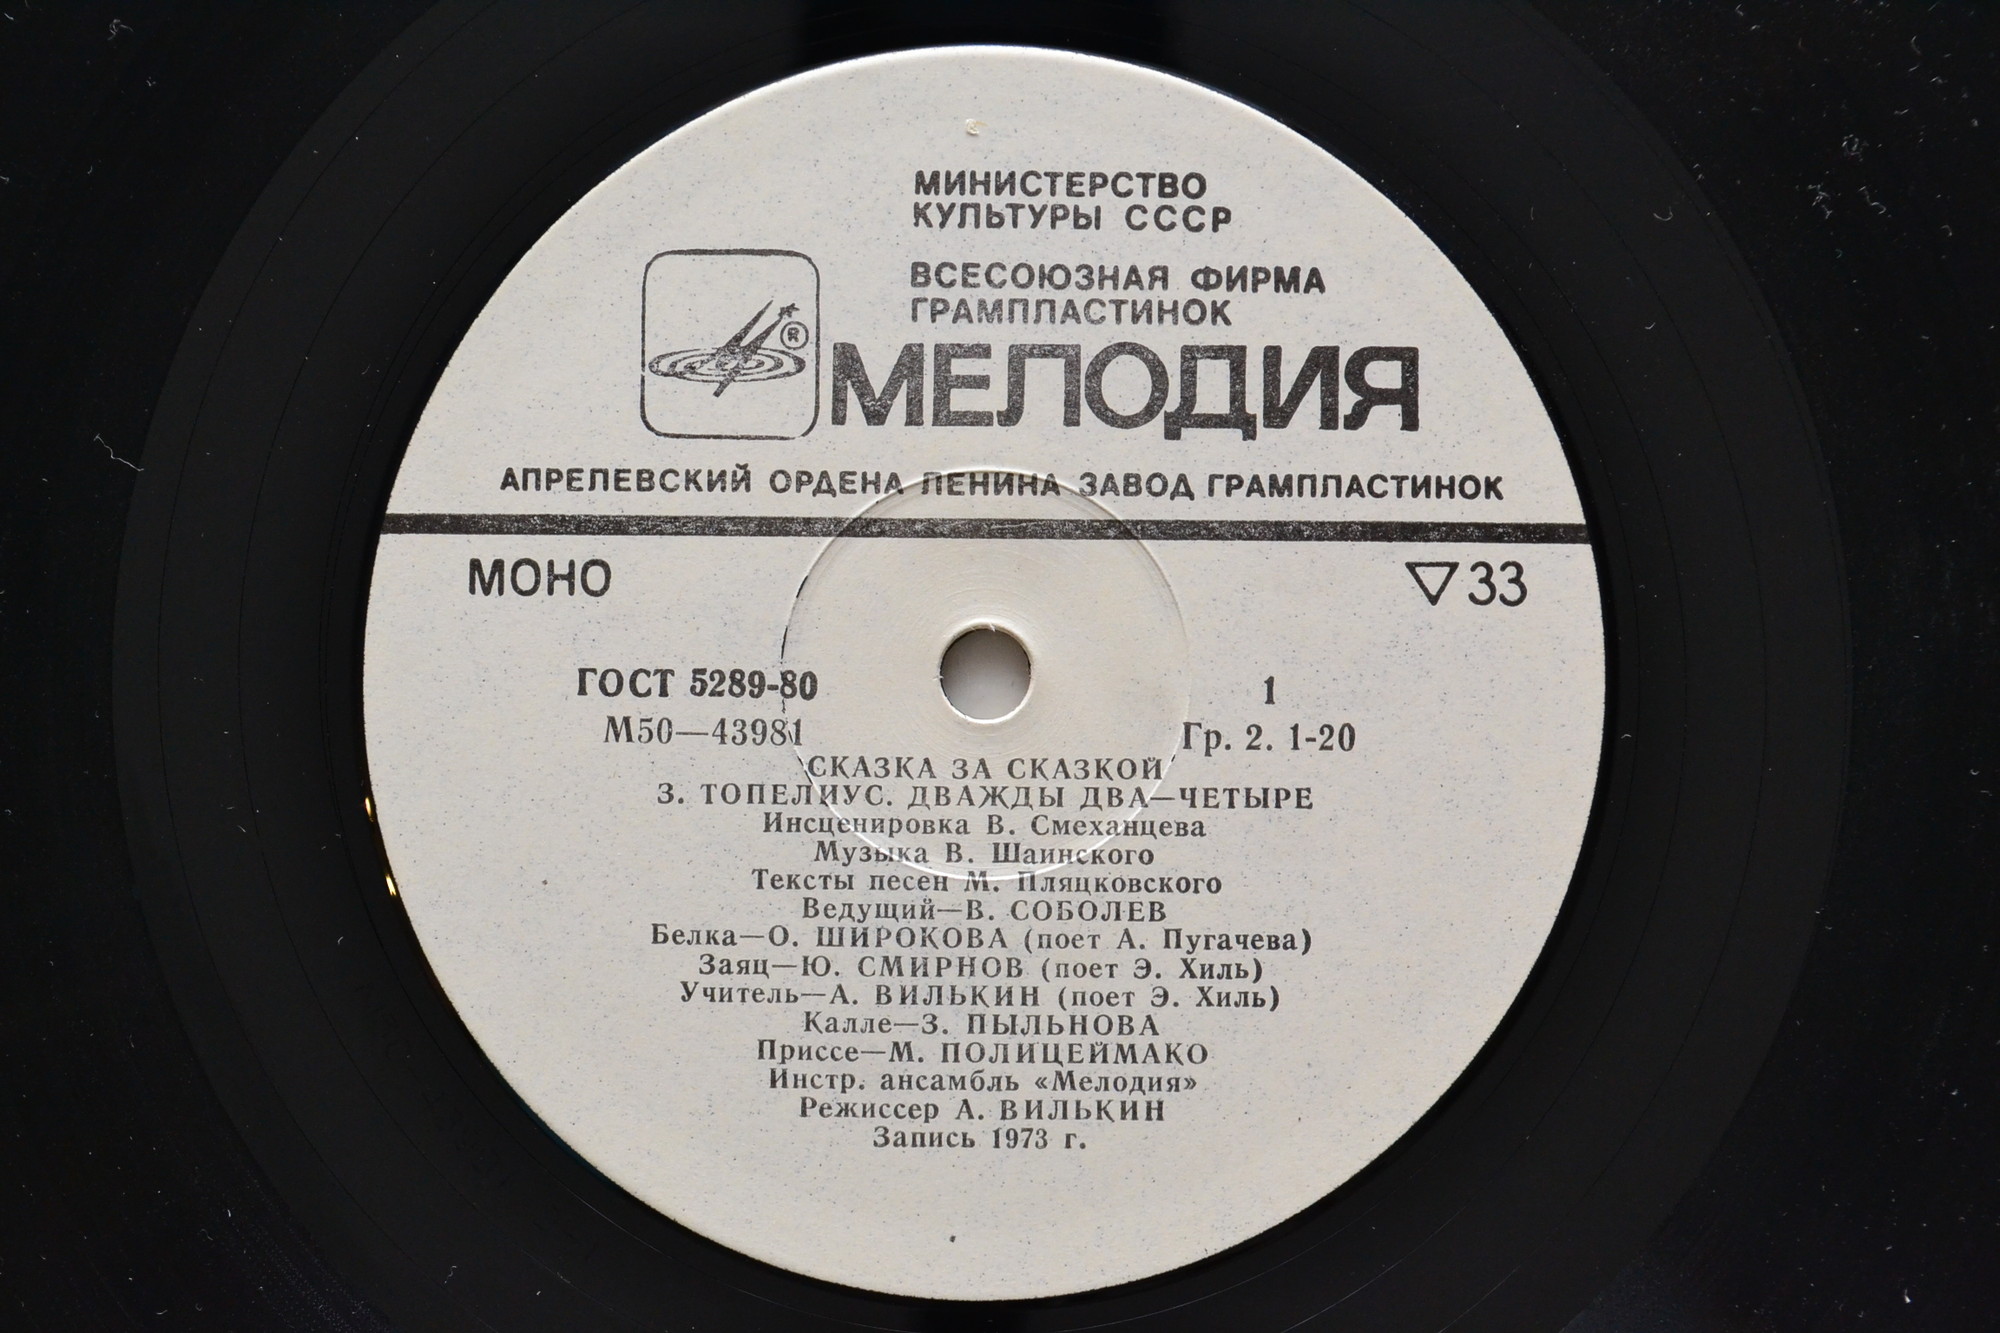 МИНИСТЕРСТВО
КУЛЬТУРЫ СССР
ВСЕСОЮЗНАЯ ФИРМА
ГРАМПЛАСТИНОК
®
МЕЛОДИЯ
АПРЕЛЕВСКИЙ ОРДЕНА ЛЕНИНА ЗАВОД ГРАМПЛАСТИНОК
МОНО ▽33
ГОСТ 5289-80 1
М50—43981 Гр. 2. 1-20
СКАЗКА ЗА СКАЗКОЙ
З. ТОПЕЛИУС. ДВАЖДЫ ДВА—ЧЕТЫРЕ
Инсценировка В. Смеханцева
Музыка В. Шаинского
Тексты песен М. Пляцковского
Ведущий—В. СОБОЛЕВ
Белка—О. ШИРОКОВА (поет А. Пугачева)
Заяц—Ю. СМИРНОВ (поет Э. Хиль)
Учитель—А. ВИЛЬКИН (поет Э. Хиль)
Калле—З. ПЫЛЬНОВА
Приссе—М. ПОЛИЦЕЙМАКО
Инстр. ансамбль «Мелодия»
Режиссер А. ВИЛЬКИН
Запись 1973 г.